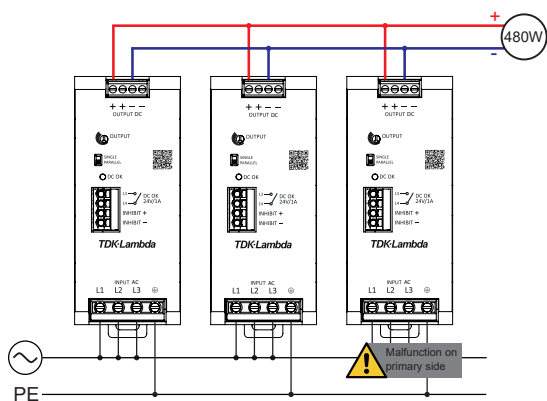 +
480W
-
+ + - -
OUTPUT DC
OUTPUT
SINGLE
PARALLEL
DC OK
13
14
DC OK
24V/1A
INHIBIT +
INHIBIT -
TDK·Lambda
INPUT AC
L1 L2 L3
+ + - -
OUTPUT DC
OUTPUT
SINGLE
PARALLEL
DC OK
13
14
DC OK
24V/1A
INHIBIT +
INHIBIT -
TDK·Lambda
INPUT AC
L1 L2 L3
+ + - -
OUTPUT DC
OUTPUT
SINGLE
PARALLEL
DC OK
13
14
DC OK
24V/1A
INHIBIT +
INHIBIT -
TDK·Lambda
INPUT AC
L1 L2 L3
Malfunction on
primary side
PE